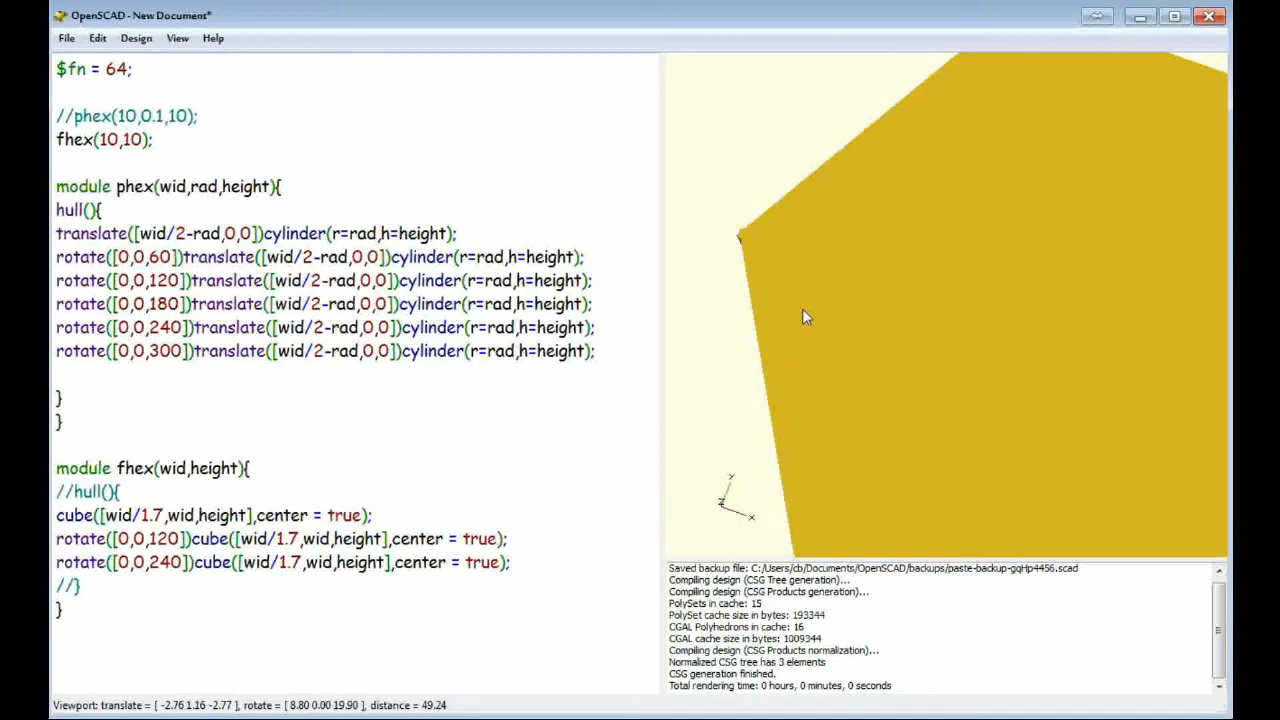 OpenSCAD - New Document*
File Edit Design View Help
$fn = 64;
//phex(10,0.1,10);
fhex(10,10);
module phex(wid,rad,height){
hull(){
translate([wid/2-rad,0,0])cylinder(r=rad,h=height);
rotate([0,0,60])translate([wid/2-rad,0,0])cylinder(r=rad,h=height);
rotate([0,0,120])translate([wid/2-rad,0,0])cylinder(r=rad,h=height);
rotate([0,0,180])translate([wid/2-rad,0,0])cylinder(r=rad,h=height);
rotate([0,0,240])translate([wid/2-rad,0,0])cylinder(r=rad,h=height);
rotate([0,0,300])translate([wid/2-rad,0,0])cylinder(r=rad,h=height);
}
}
module fhex(wid,height){
//hull(){
cube([wid/1.7,wid,height],center = true);
rotate([0,0,120])cube([wid/1.7,wid,height],center = true);
rotate([0,0,240])cube([wid/1.7,wid,height],center = true);
//}
}
Y
Z
X
Saved backup file: C:/Users/cb/Documents/OpenSCAD/backups/paste-backup-gqHp4456.scad
Compiling design (CSG Tree generation)...
Compiling design (CSG Products generation)...
PolySets in cache: 15
PolySet cache size in bytes: 193344
CGAL Polyhedrons in cache: 16
CGAL cache size in bytes: 1009344
Compiling design (CSG Products normalization)...
Normalized CSG tree has 3 elements
CSG generation finished.
Total rendering time: 0 hours, 0 minutes, 0 seconds
Viewport: translate = [ -2.76 1.16 -2.77 ], rotate = [ 8.80 0.00 19.90 ], distance = 49.24